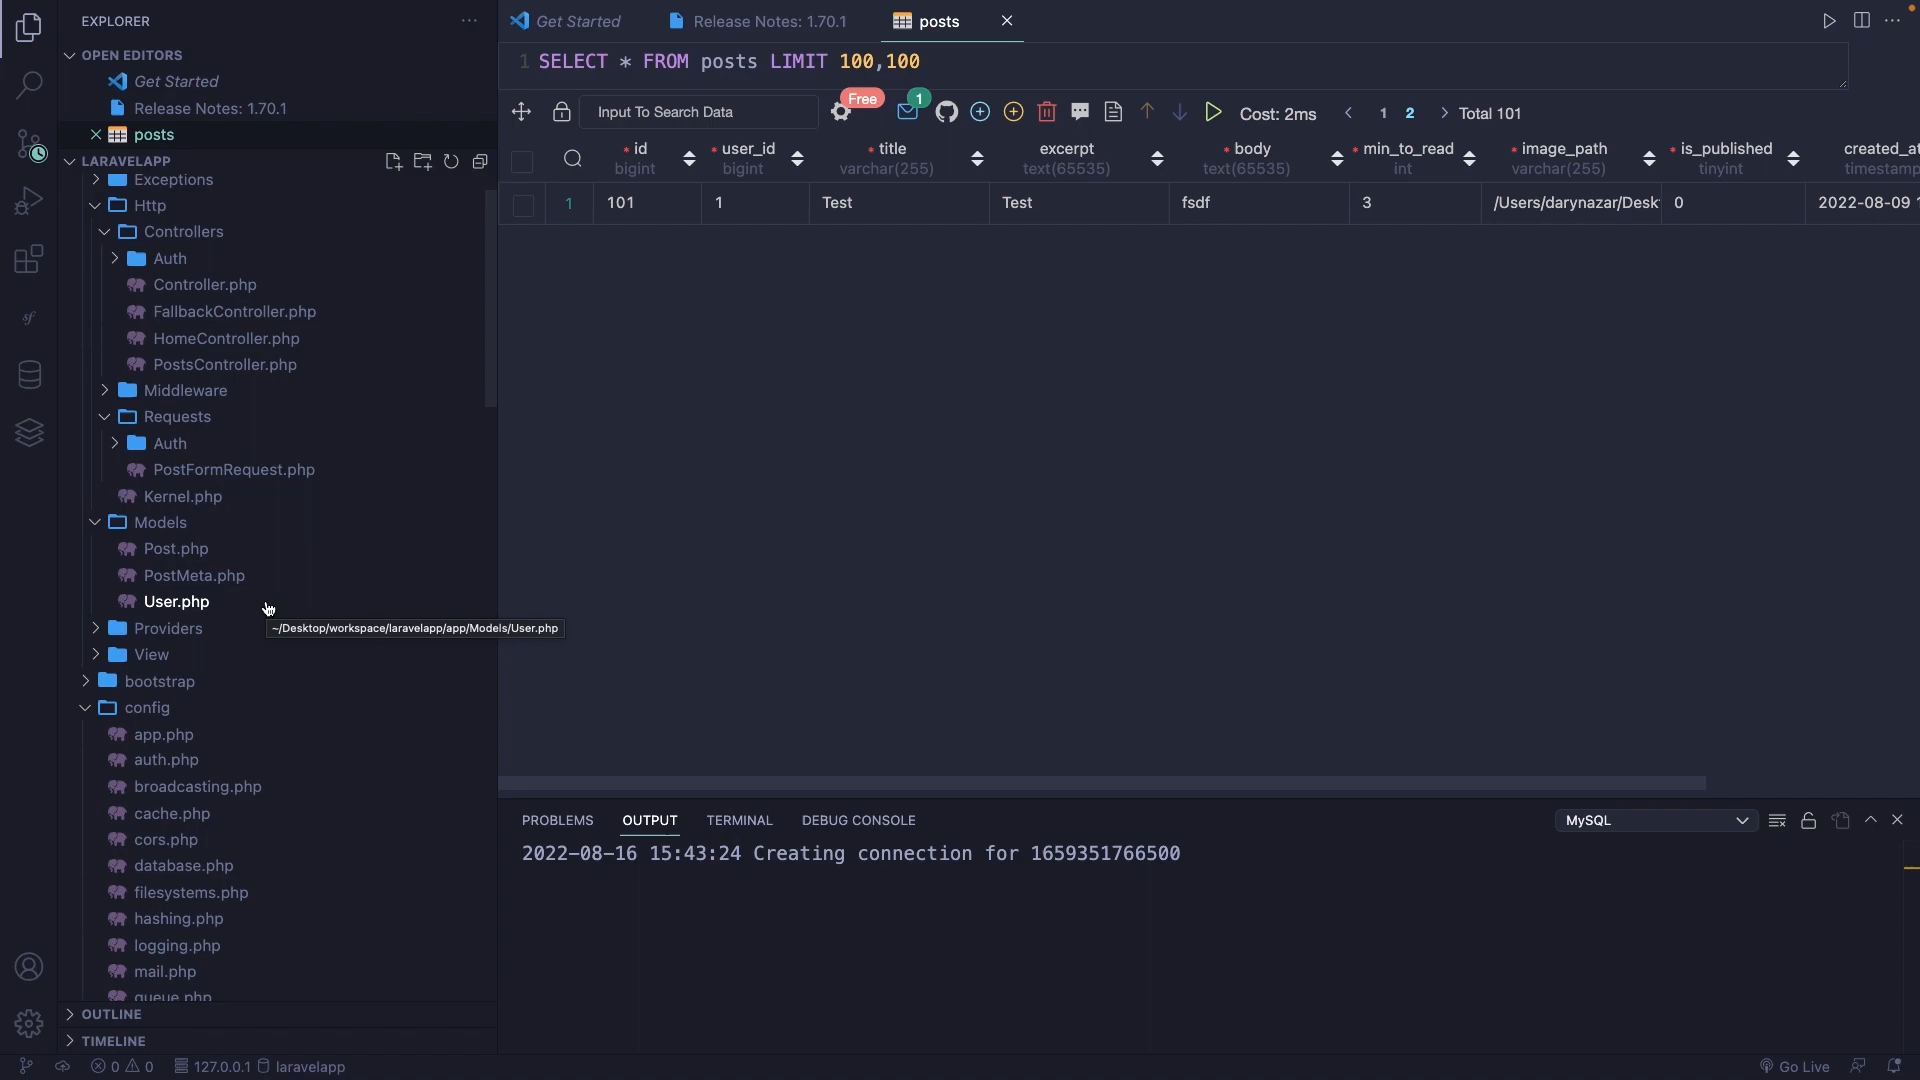 EXPLORER
OPEN EDITORS
Get Started
Release Notes: 1.70.1
posts
LARAVELAPP
Exceptions
Http
Controllers
Auth
Controller.php
FallbackController.php
HomeController.php
PostsController.php
Middleware
Requests
Auth
PostFormRequest.php
Kernel.php
Models
Post.php
PostMeta.php
User.php
~/Desktop/workspace/laravelapp/app/Models/User.php
Providers
View
bootstrap
config
app.php
auth.php
broadcasting.php
cache.php
cors.php
database.php
filesystems.php
hashing.php
logging.php
mail.php
queue.php
OUTLINE
TIMELINE
Get Started
Release Notes: 1.70.1
posts
1 SELECT * FROM posts LIMIT 100,100
Input To Search Data
Free
1
Cost: 2ms
1 2
Total 101
* id * user_id * title excerpt * body * min_to_read * image_path * is_published created_at
bigint bigint varchar(255) text(65535) text(65535) int varchar(255) tinyint timestamp
1 101 1 Test Test fsdf 3 /Users/darynazar/Desk 0 2022-08-09 1
PROBLEMS OUTPUT TERMINAL DEBUG CONSOLE
MySQL
2022-08-16 15:43:24 Creating connection for 1659351766500
0 0 127.0.0.1 laravelapp
Go Live